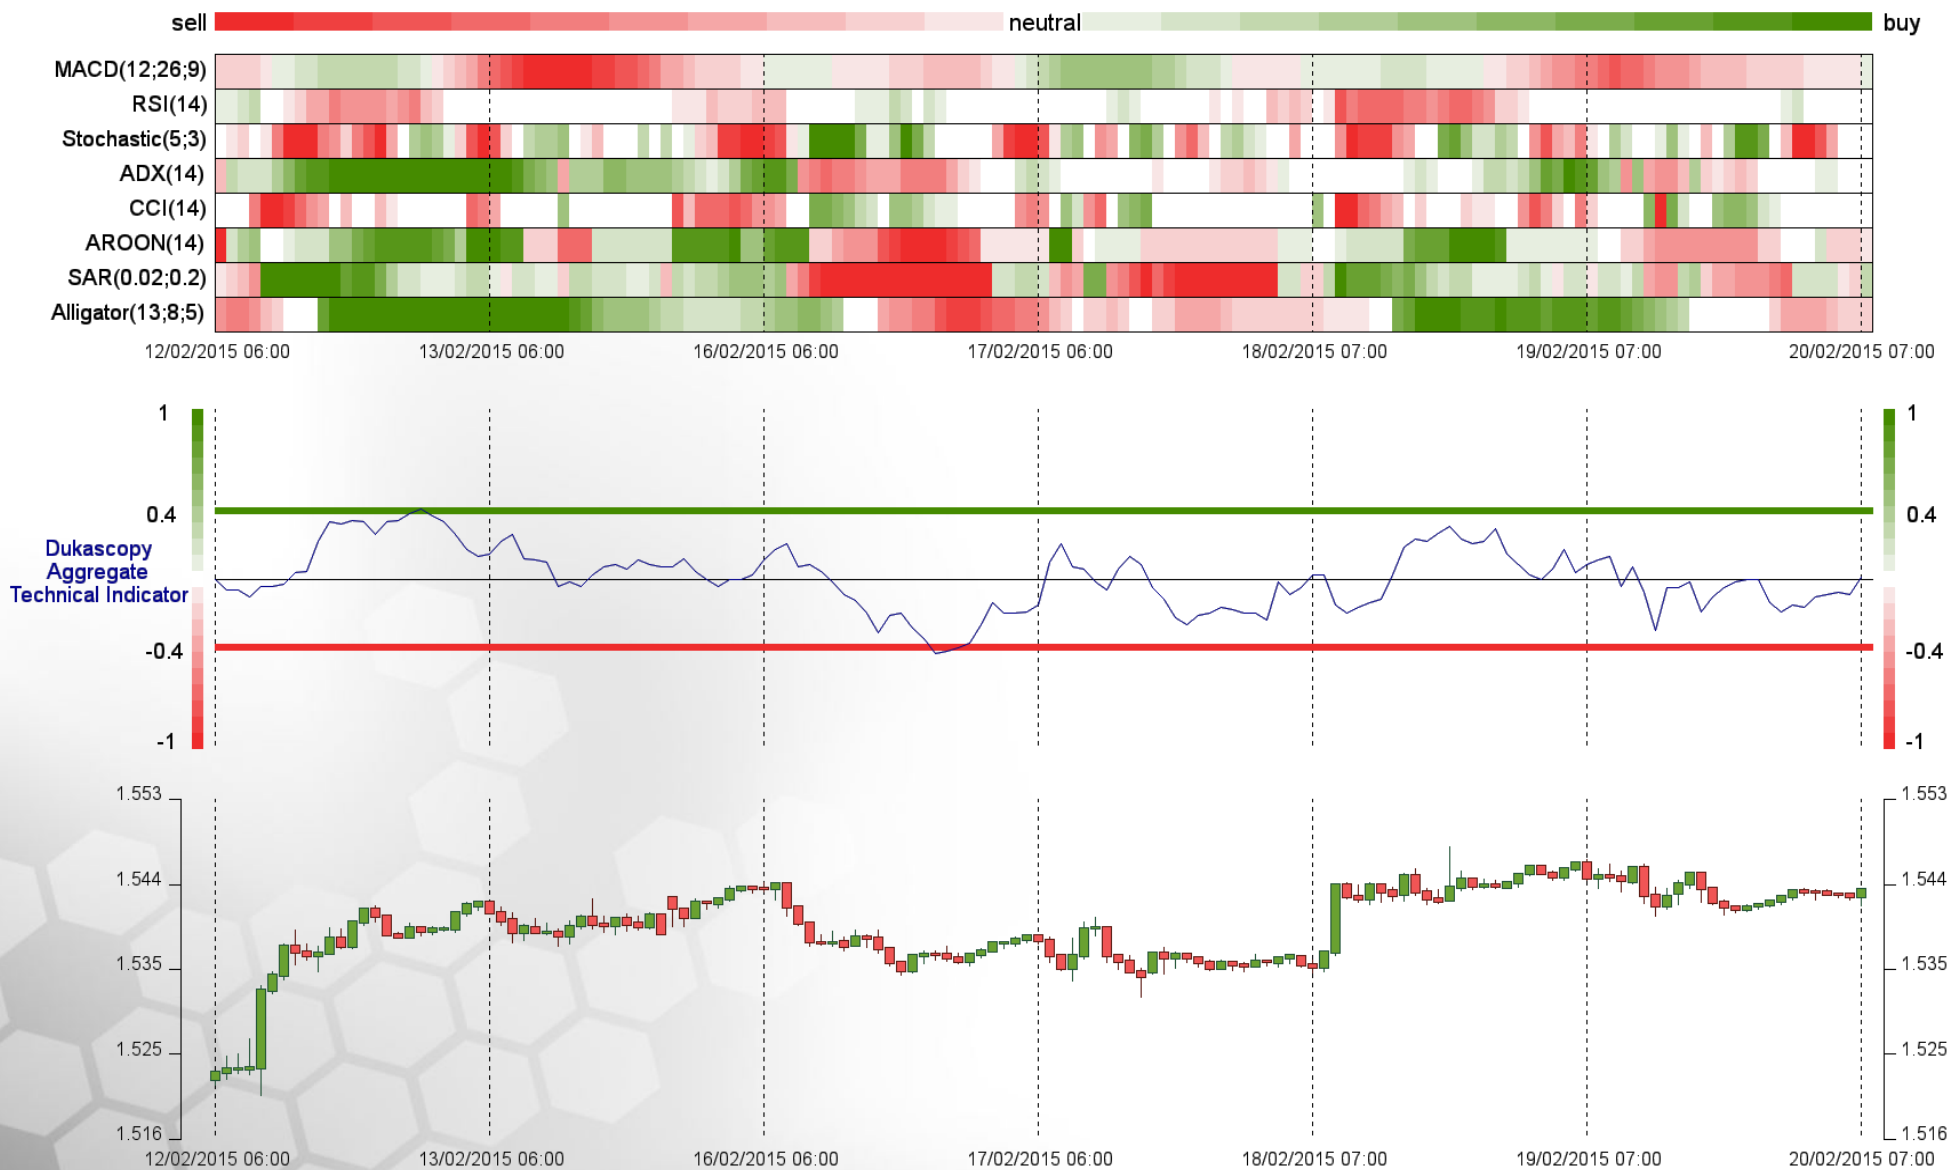 sell neutral buy
MACD(12;26;9)
RSI(14)
Stochastic(5;3)
ADX(14)
CCI(14)
AROON(14)
SAR(0.02;0.2)
Alligator(13;8;5)
12/02/2015 06:00 13/02/2015 06:00 16/02/2015 06:00 17/02/2015 06:00 18/02/2015 07:00 19/02/2015 07:00 20/02/2015 07:00
1 1
0.4 0.4
Dukascopy
Aggregate
Technical Indicator
-0.4 -0.4
-1 -1
1.553 1.553
1.544 1.544
1.535 1.535
1.525 1.525
1.516 1.516
12/02/2015 06:00 13/02/2015 06:00 16/02/2015 06:00 17/02/2015 06:00 18/02/2015 07:00 19/02/2015 07:00 20/02/2015 07:00